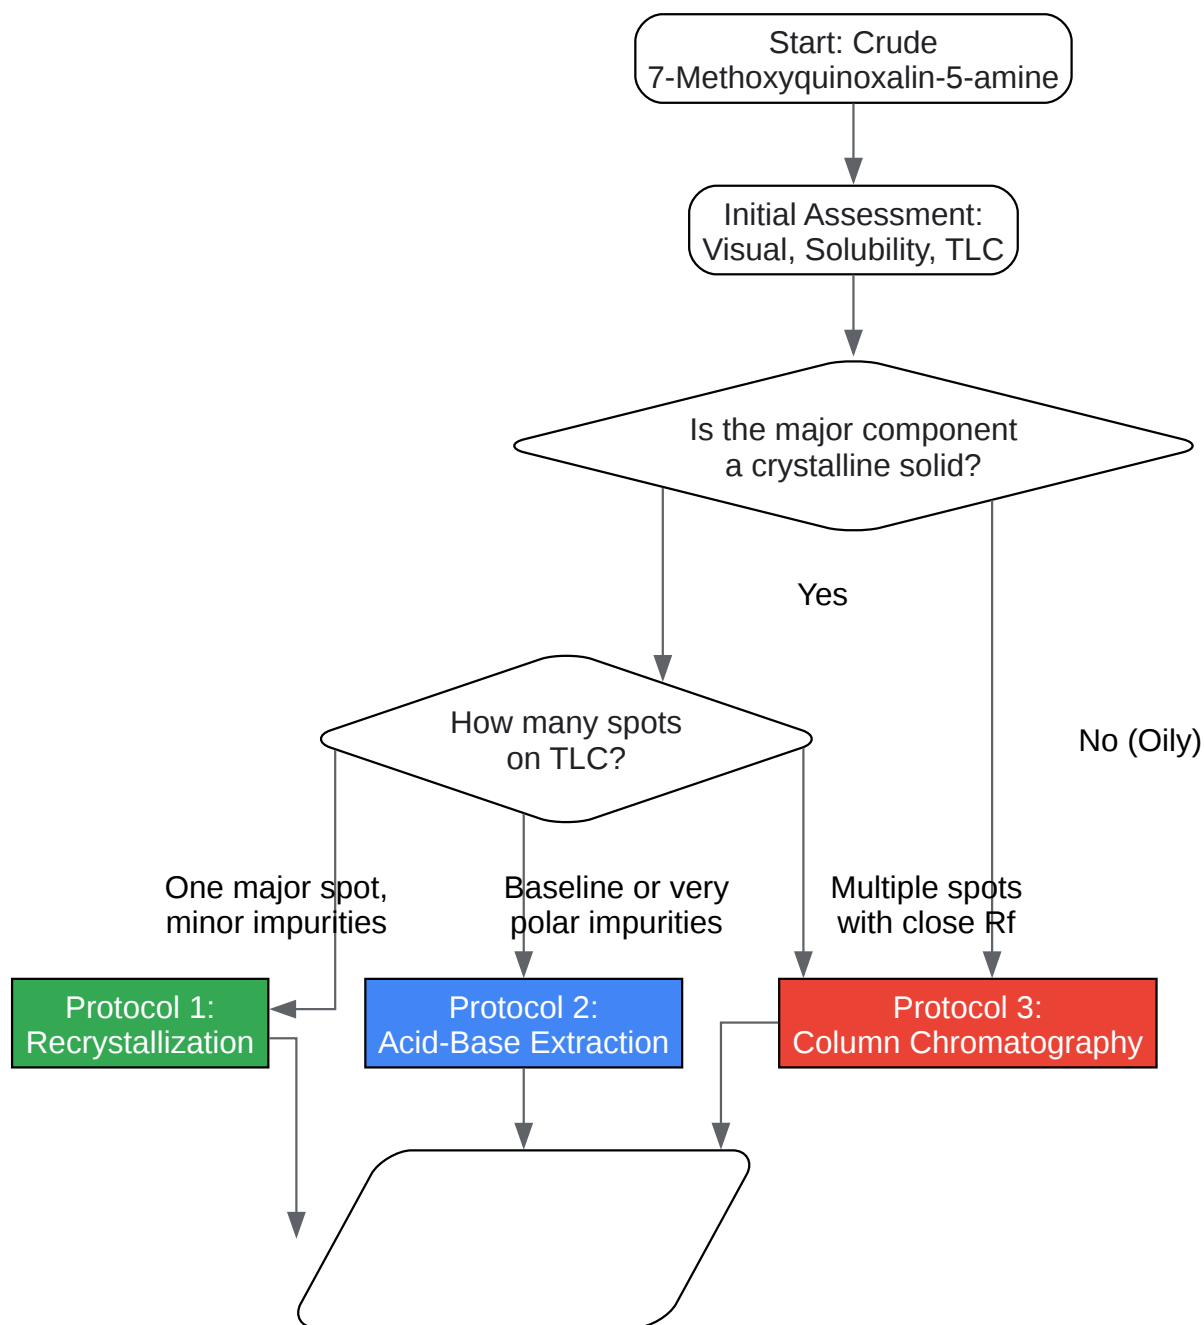 Start: Crude
7-Methoxyquinoxalin-5-amine
Initial Assessment:
Visual, Solubility, TLC
Is the major component
a crystalline solid?
Yes
How many spots
on TLC?
No (Oily)
One major spot,
minor impurities
Baseline or very
polar impurities
Multiple spots
with close Rf
Protocol 1:
Recrystallization
Protocol 2:
Acid-Base Extraction
Protocol 3:
Column Chromatography